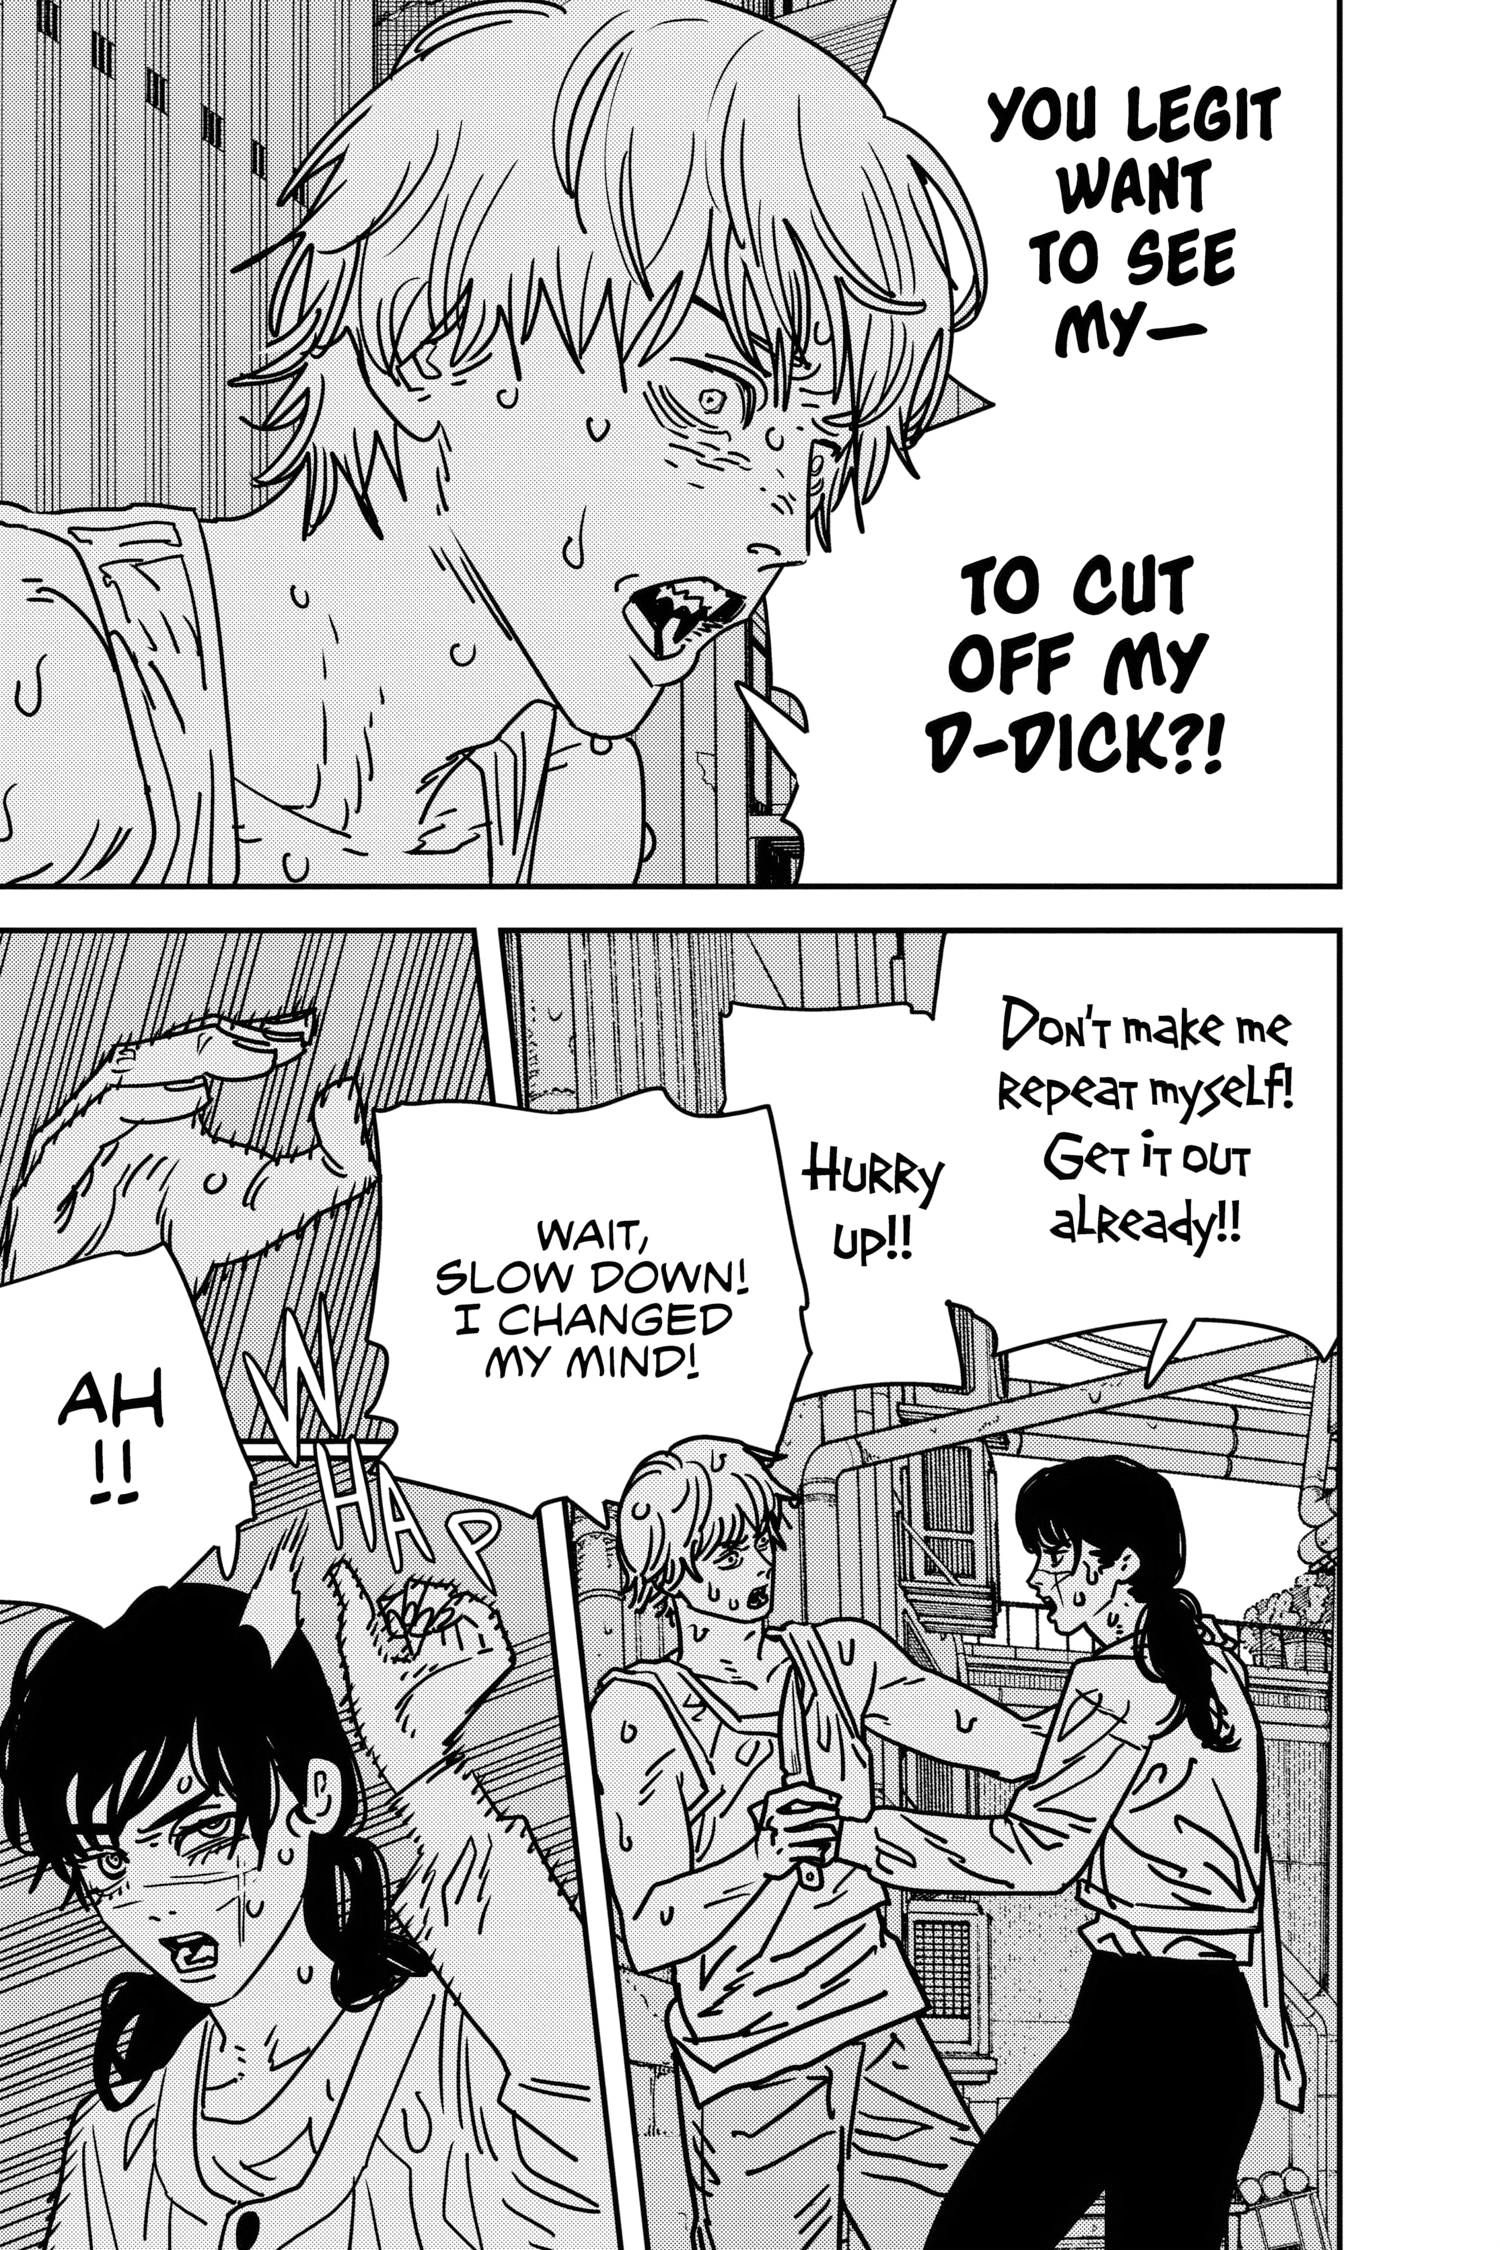 YOU LEGIT
WANT
TO SEE
MY—
TO CUT
OFF MY
D-DICK?!
DON'T MAKE ME
REPEAT MYSELF!
GET IT OUT
ALREADY!!
HURRY
UP!!
WAIT,
SLOW DOWN!
I CHANGED
MY MIND!
WHAP
AH
!!